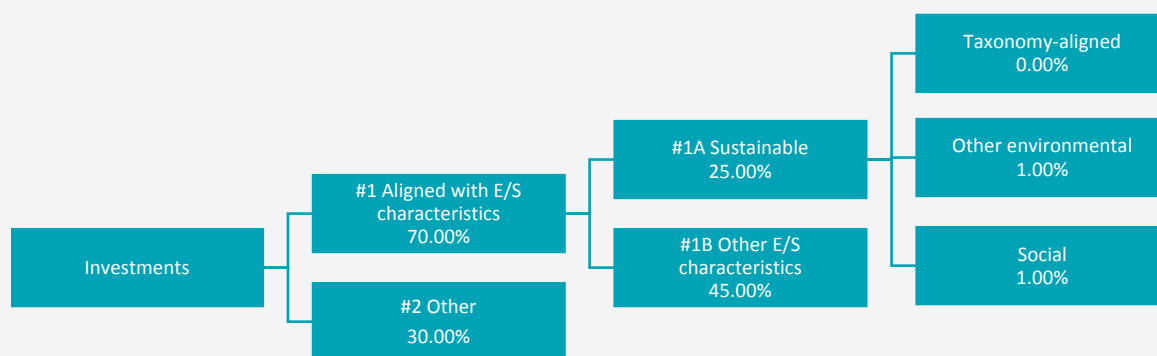 Investments
#1 Aligned with E/S
characteristics
70.00%
#2 Other
30.00%
#1A Sustainable
25.00%
#1B Other E/S
characteristics
45.00%
Taxonomy-aligned
0.00%
Other environmental
1.00%
Social
1.00%